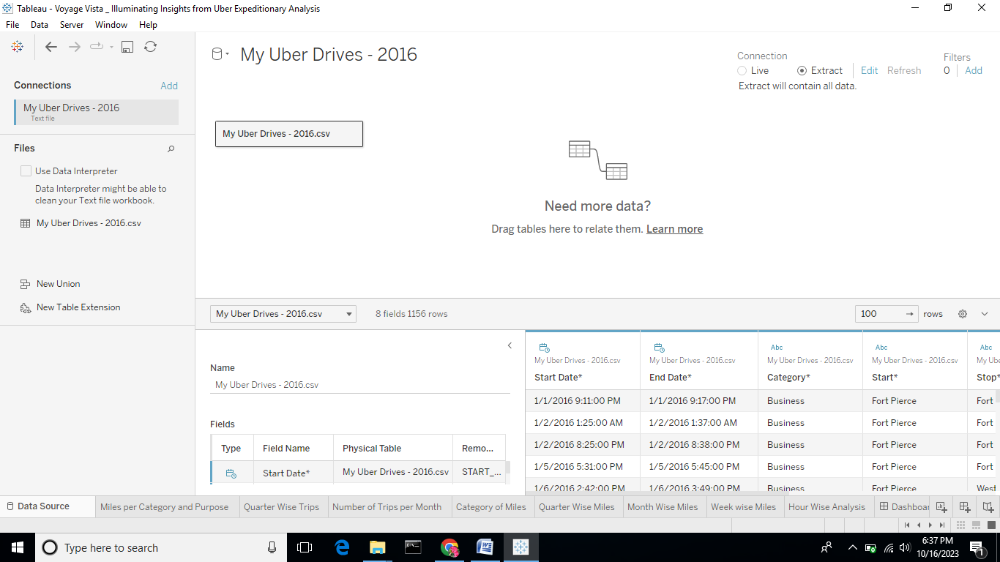 Tableau - Voyage Vista _ Illuminating Insights from Uber Expeditionary Analysis
File Data Server Window Help
Connections Add
My Uber Drives - 2016
Text file
Files
Use Data Interpreter
Data Interpreter might be able to
clean your Text file workbook.
My Uber Drives - 2016.csv
New Union
New Table Extension
My Uber Drives - 2016
Connection
Live Extract Edit Refresh
Extract will contain all data.
Filters
0 Add
My Uber Drives - 2016.csv
Need more data?
Drag tables here to relate them. Learn more
My Uber Drives - 2016.csv 8 fields 1156 rows 100 rows
Name
My Uber Drives - 2016.csv
Fields
Type Field Name Physical Table Remo...
Start Date* My Uber Drives - 2016.csv START_...
Abc Abc Abc
My Uber Drives - 2016.csv My Uber Drives - 2016.csv My Uber Drives - 2016.csv My Uber Drives - 2016.csv My Ube
Start Date* End Date* Category* Start* Stop*
1/1/2016 9:11:00 PM 1/1/2016 9:17:00 PM Business Fort Pierce Fort
1/2/2016 1:25:00 AM 1/2/2016 1:37:00 AM Business Fort Pierce Fort
1/2/2016 8:25:00 PM 1/2/2016 8:38:00 PM Business Fort Pierce Fort
1/5/2016 5:31:00 PM 1/5/2016 5:45:00 PM Business Fort Pierce Fort
1/6/2016 2:42:00 PM 1/6/2016 3:49:00 PM Business Fort Pierce West
Data Source Miles per Category and Purpose Quarter Wise Trips Number of Trips per Month Category of Miles Quarter Wise Miles Month Wise Miles Week wise Miles Hour Wise Analysis Dashboar
Type here to search
6:37 PM
10/16/2023
1